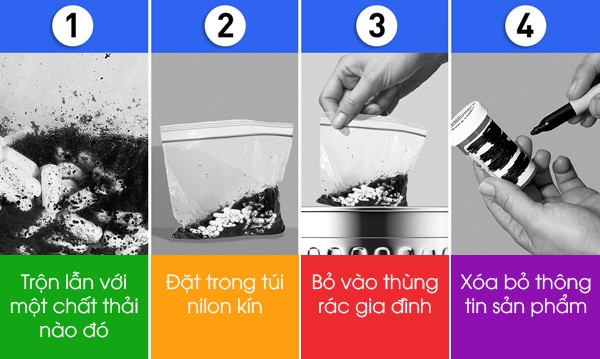 1
Trộn lẫn với
một chất thải
nào đó
2
Đặt trong túi
nilon kín
3
Bỏ vào thùng
rác gia đình
4
Xóa bỏ thông
tin sản phẩm